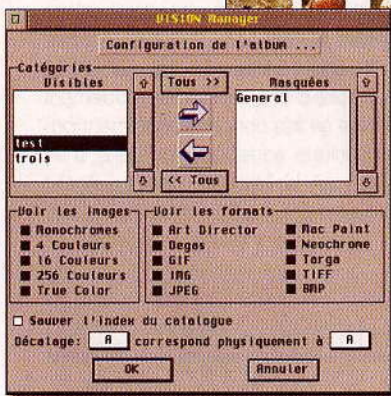 VISION Manager
Configuration de l'album ...
Catégories
Visibles
test
trois
Tous >>
<< Tous
Masquées
General
Voir les images
Monochromes
4 Couleurs
16 Couleurs
256 Couleurs
True Color
Voir les formats
Art Director
Degas
GIF
IMG
JPEG
Mac Paint
Neochrome
Targa
TIFF
BMP
Sauver l'index du catalogue
Décalage: A correspond physiquement à A
OK
Annuler